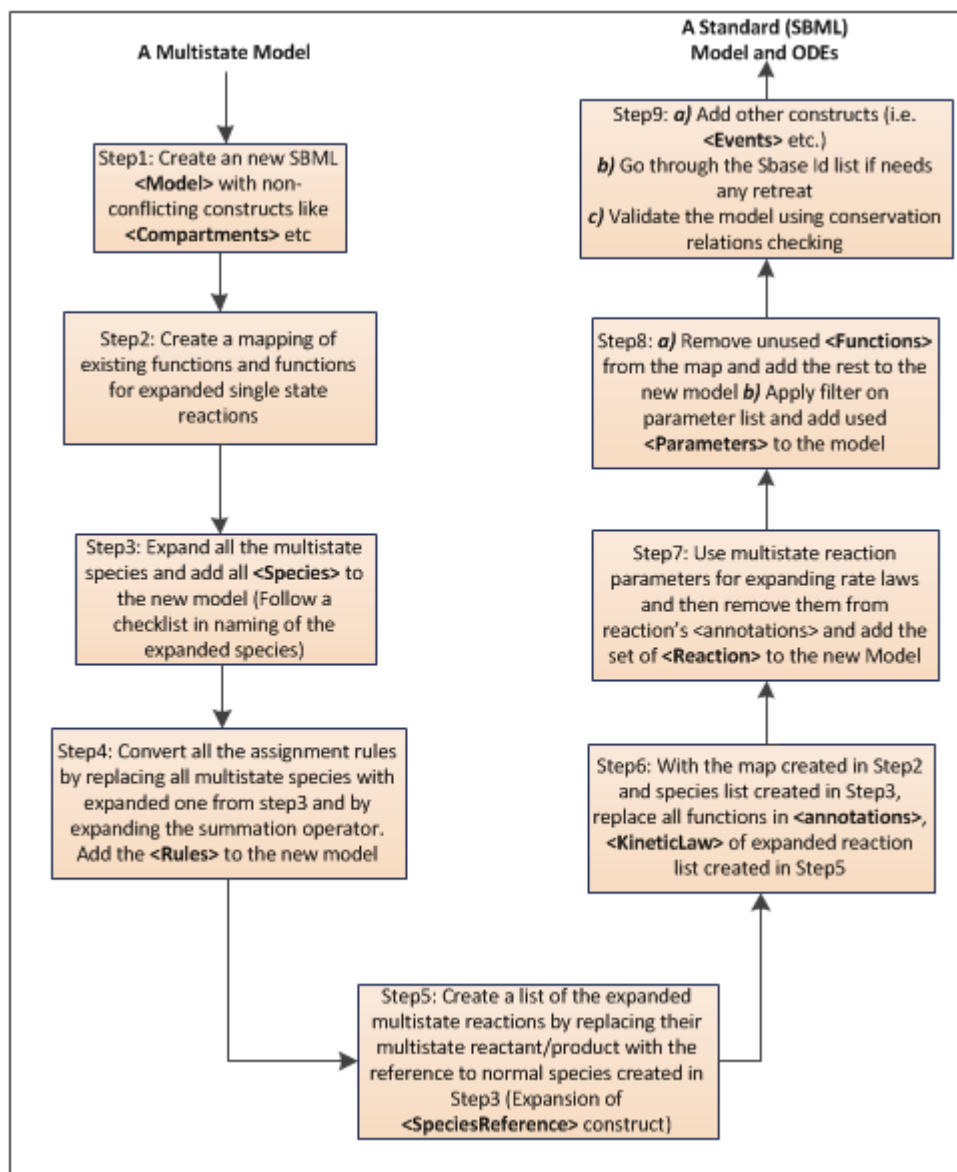 A Multistate Model
Step1: Create an new SBML
<Model> with non-
conflicting constructs like
<Compartments> etc
Step2: Create a mapping of
existing functions and functions
for expanded single state
reactions
Step3: Expand all the multistate
species and add all <Species> to
the new model (Follow a
checklist in naming of the
expanded species)
Step4: Convert all the assignment rules
by replacing all multistate species with
expanded one from step3 and by
expanding the summation operator.
Add the <Rules> to the new model
Step5: Create a list of the expanded
multistate reactions by replacing their
multistate reactant/product with the
reference to normal species created in
Step3 (Expansion of
<SpeciesReference> construct)
Step6: With the map created in Step2
and species list created in Step3,
replace all functions in <annotations>,
<KineticLaw> of expanded reaction
list created in Step5
Step7: Use multistate reaction
parameters for expanding rate laws
and then remove them from
reaction’s <annotations> and add the
set of <Reaction> to the new Model
Step8: a) Remove unused <Functions>
from the map and add the rest to the
new model b) Apply filter on
parameter list and add used
<Parameters> to the model
Step9: a) Add other constructs (i.e.
<Events> etc.)
b) Go through the Sbase Id list if needs
any retreat
c) Validate the model using conservation
relations checking
A Standard (SBML)
Model and ODEs